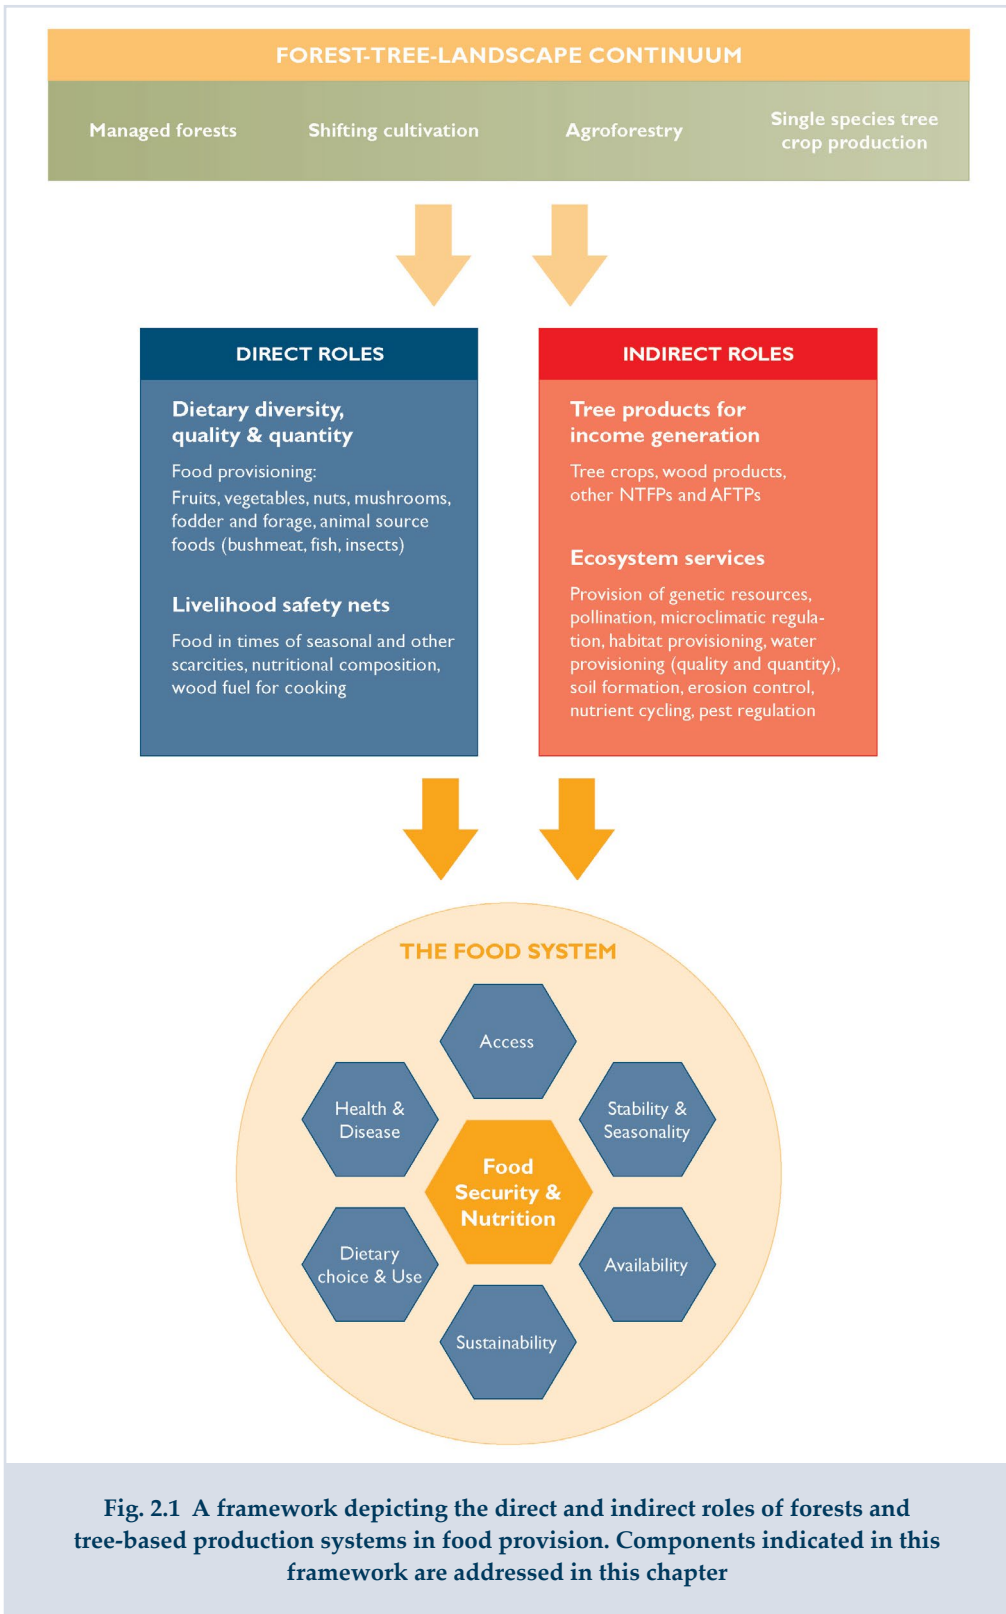 FOREST-TREE-LANDSCAPE CONTINUUM
Managed forests
Shifting cultivation
Agroforestry
Single species tree
crop production
DIRECT ROLES
Dietary diversity,
quality & quantity
Food provisioning:
Fruits, vegetables, nuts, mushrooms,
fodder and forage, animal source
foods (bushmeat, fish, insects)
Livelihood safety nets
Food in times of seasonal and other
scarcities, nutritional composition,
wood fuel for cooking
INDIRECT ROLES
Tree products for
income generation
Tree crops, wood products,
other NTFPs and AFTPs
Ecosystem services
Provision of genetic resources,
pollination, microclimatic regula-
tion, habitat provisioning, water
provisioning (quality and quantity),
soil formation, erosion control,
nutrient cycling, pest regulation
THE FOOD SYSTEM
Access
Health &
Disease
Stability &
Seasonality
Food
Security &
Nutrition
Dietary
choice & Use
Availability
Sustainability
Fig. 2.1 A framework depicting the direct and indirect roles of forests and
tree-based production systems in food provision. Components indicated in this
framework are addressed in this chapter